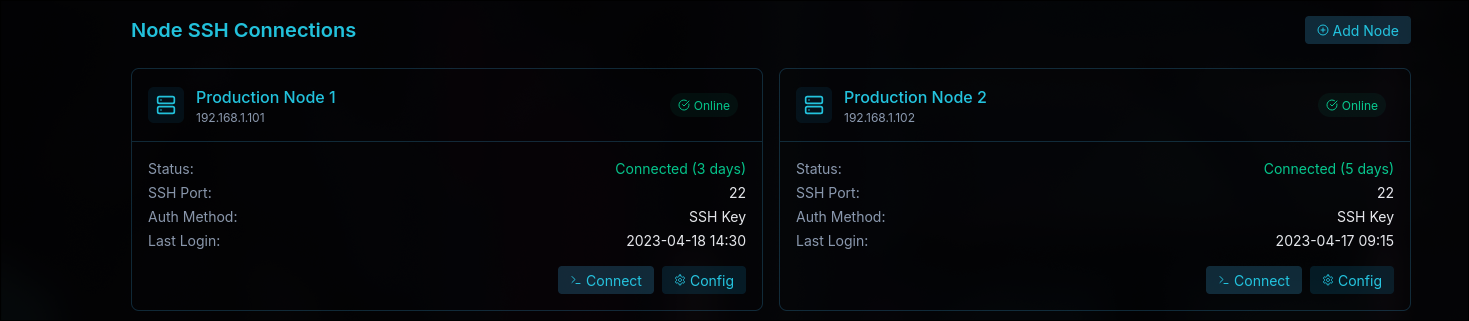 Node SSH Connections
Add Node
Production Node 1
192.168.1.101
Online
Status: Connected (3 days)
SSH Port: 22
Auth Method: SSH Key
Last Login: 2023-04-18 14:30
Connect Config
Production Node 2
192.168.1.102
Online
Status: Connected (5 days)
SSH Port: 22
Auth Method: SSH Key
Last Login: 2023-04-17 09:15
Connect Config